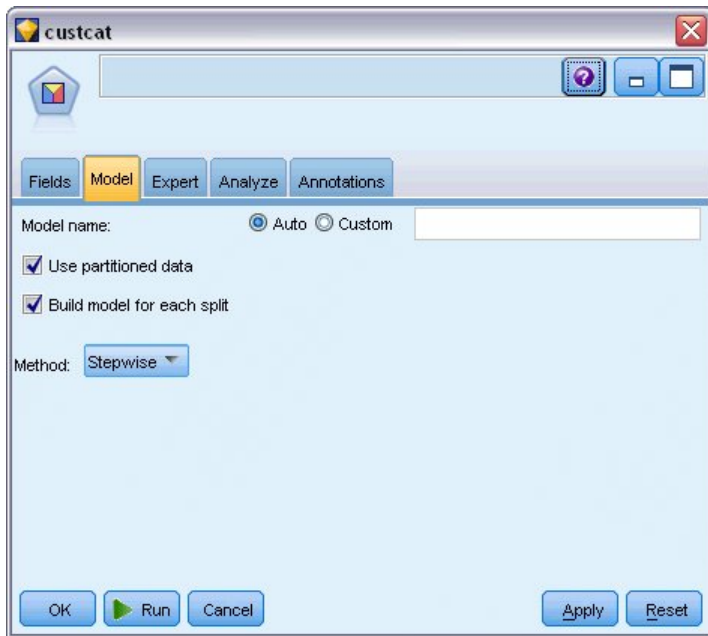 custcat
?
Fields Model Expert Analyze Annotations
Model name: Auto Custom
Use partitioned data
Build model for each split
Method: Stepwise
OK Run Cancel Apply Reset